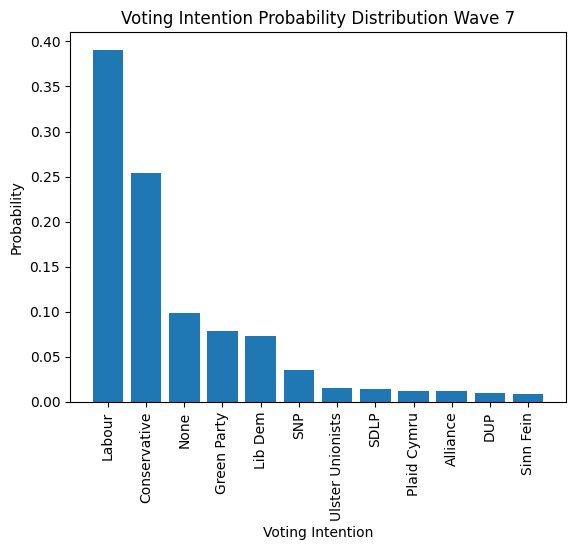 Voting Intention Probability Distribution Wave 7
0.40
0.35
0.30
0.25
0.20
0.15
0.10
0.05
0.00
Probability
Labour
Conservative
None
Green Party
Lib Dem
SNP
Ulster Unionists
SDLP
Plaid Cymru
Alliance
DUP
Sinn Fein
Voting Intention